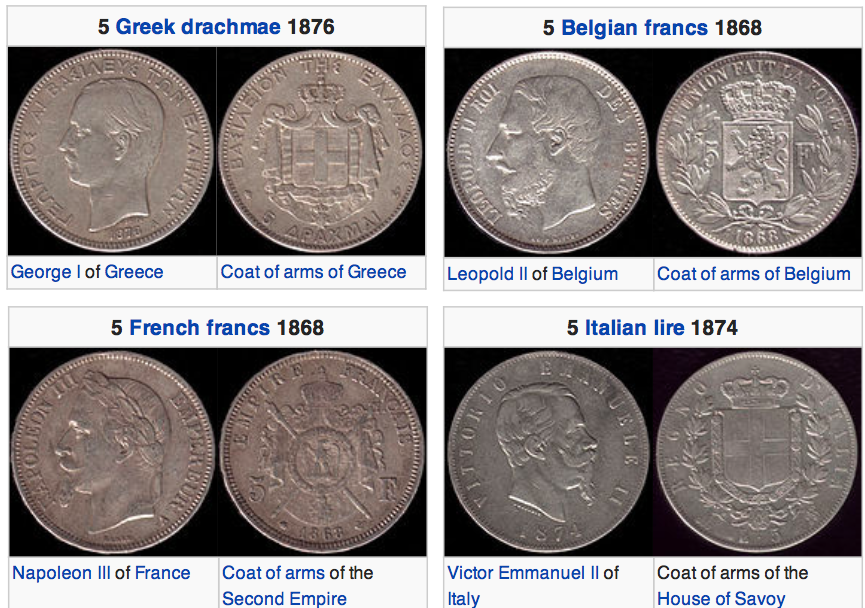 5 Greek drachmae 1876
ΓΕΩΡΓΙΟΣ Α! ΒΑΣΙΛΕΥΣ ΤΩΝ ΕΛΛΗΝΩΝ
1876
ΒΑΣΙΛΕΙΟΝ ΤΗΣ ΕΛΛΑΔΟΣ
5 ΔΡΑΧΜΑΙ
George I of Greece
Coat of arms of Greece
5 Belgian francs 1868
LEOPOLD II ROI DES BELGES
L'UNION FAIT LA FORCE
5 F
1868
Leopold II of Belgium
Coat of arms of Belgium
5 French francs 1868
NAPOLEON III EMPEREUR
EMPIRE FRANÇAIS
5 F
1868
Napoleon III of France
Coat of arms of the
Second Empire
5 Italian lire 1874
VITTORIO EMANUELE II
1874
REGNO D'ITALIA
L 5
Victor Emmanuel II of
Italy
Coat of arms of the
House of Savoy